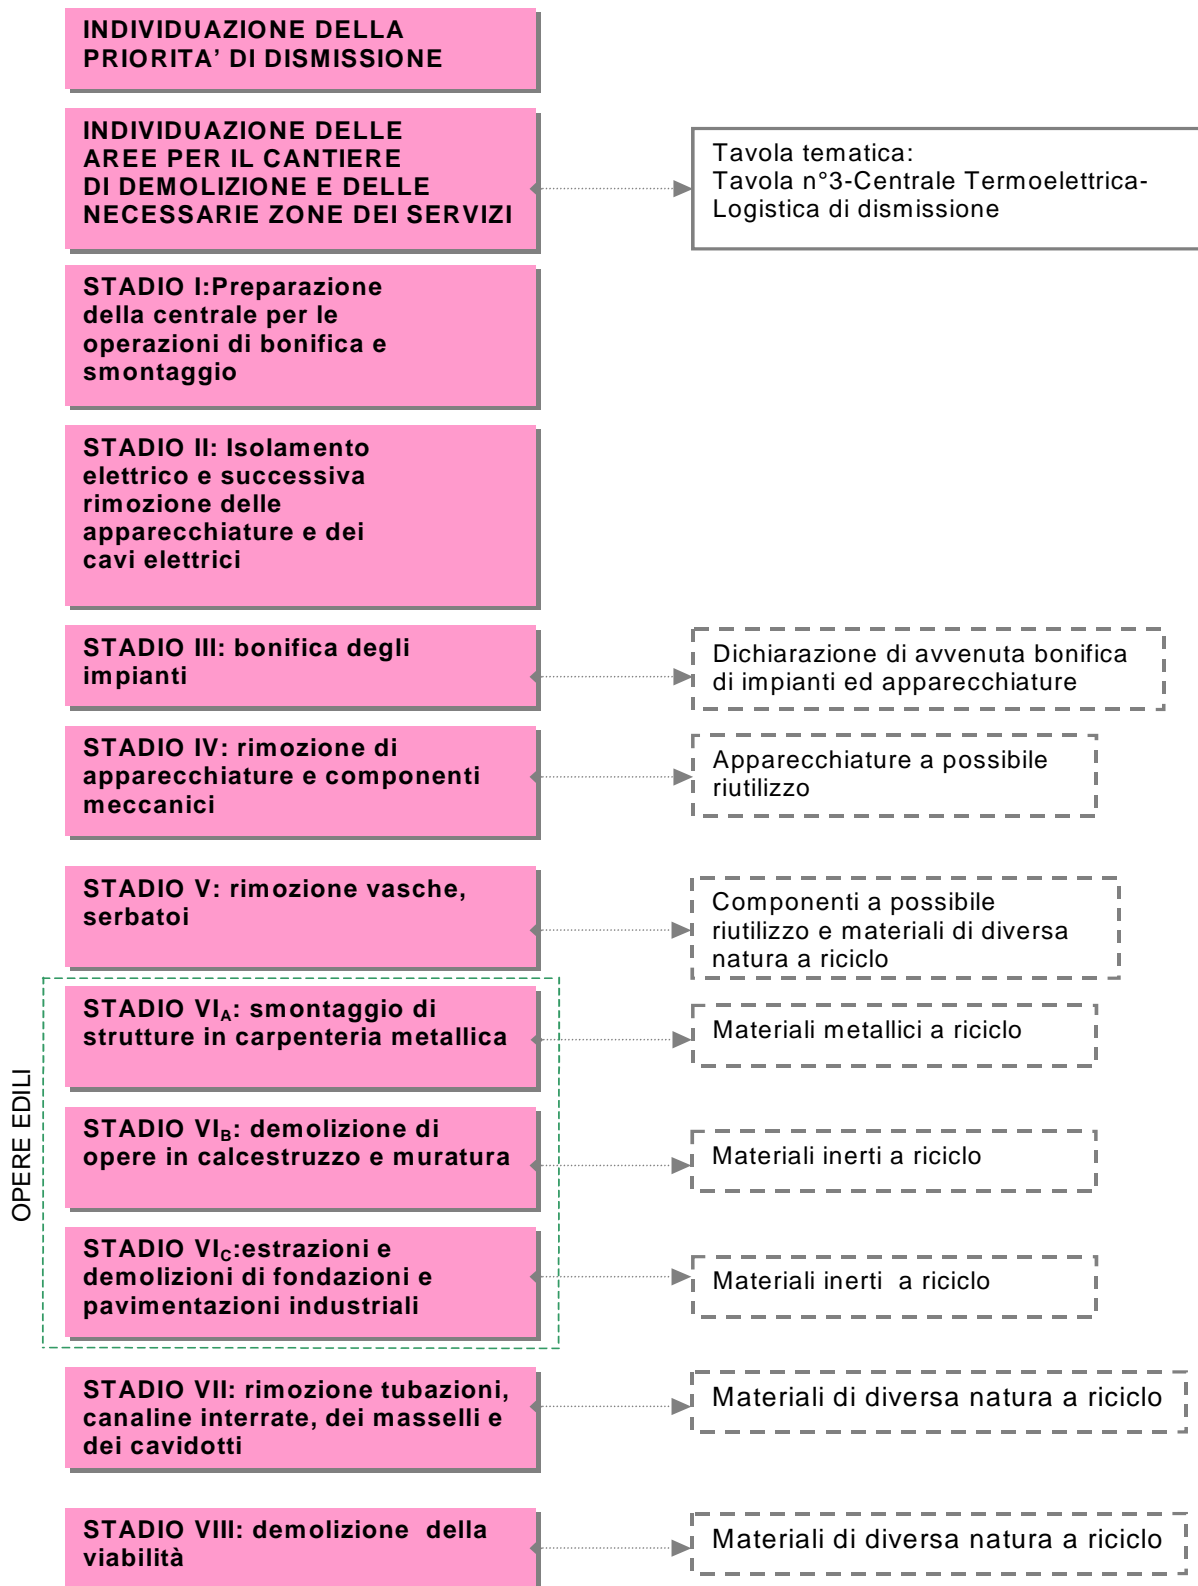 INDIVIDUAZIONE DELLA
PRIORITA’ DI DISMISSIONE
INDIVIDUAZIONE DELLE
AREE PER IL CANTIERE
DI DEMOLIZIONE E DELLE
NECESSARIE ZONE DEI SERVIZI
Tavola tematica:
Tavola n°3-Centrale Termoelettrica-
Logistica di dismissione
STADIO I:Preparazione
della centrale per le
operazioni di bonifica e
smontaggio
STADIO II: Isolamento
elettrico e successiva
rimozione delle
apparecchiature e dei
cavi elettrici
STADIO III: bonifica degli
impianti
Dichiarazione di avvenuta bonifica
di impianti ed apparecchiature
STADIO IV: rimozione di
apparecchiature e componenti
meccanici
Apparecchiature a possibile
riutilizzo
STADIO V: rimozione vasche,
serbatoi
Componenti a possibile
riutilizzo e materiali di diversa
natura a riciclo
OPERE EDILI
STADIO VIA: smontaggio di
strutture in carpenteria metallica
Materiali metallici a riciclo
STADIO VIB: demolizione di
opere in calcestruzzo e muratura
Materiali inerti a riciclo
STADIO VIC:estrazioni e
demolizioni di fondazioni e
pavimentazioni industriali
Materiali inerti  a riciclo
STADIO VII: rimozione tubazioni,
canaline interrate, dei masselli e
dei cavidotti
Materiali di diversa natura a riciclo
STADIO VIII: demolizione  della
viabilità
Materiali di diversa natura a riciclo